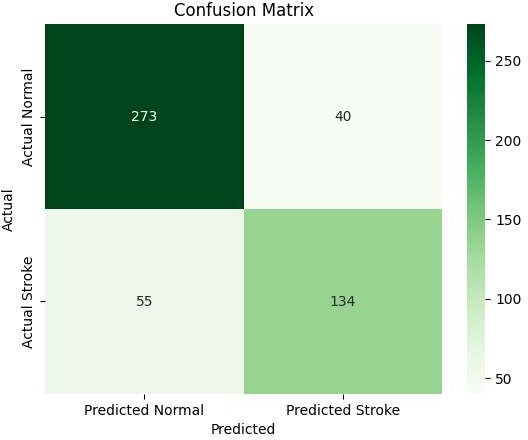 Confusion Matrix
Actual
Actual Normal
273
40
250
200
150
100
50
Actual Stroke
55
134
Predicted Normal
Predicted Stroke
Predicted